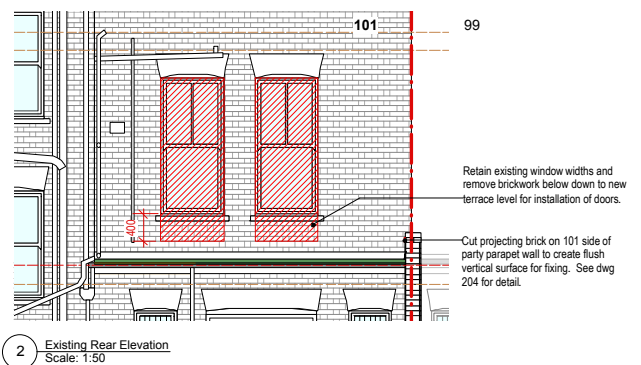 101
99
Retain existing window widths and
remove brickwork below down to new
terrace level for installation of doors.
400
Cut projecting brick on 101 side of
party parapet wall to create flush
vertical surface for fixing. See dwg
204 for detail.
2
Existing Rear Elevation
Scale: 1:50